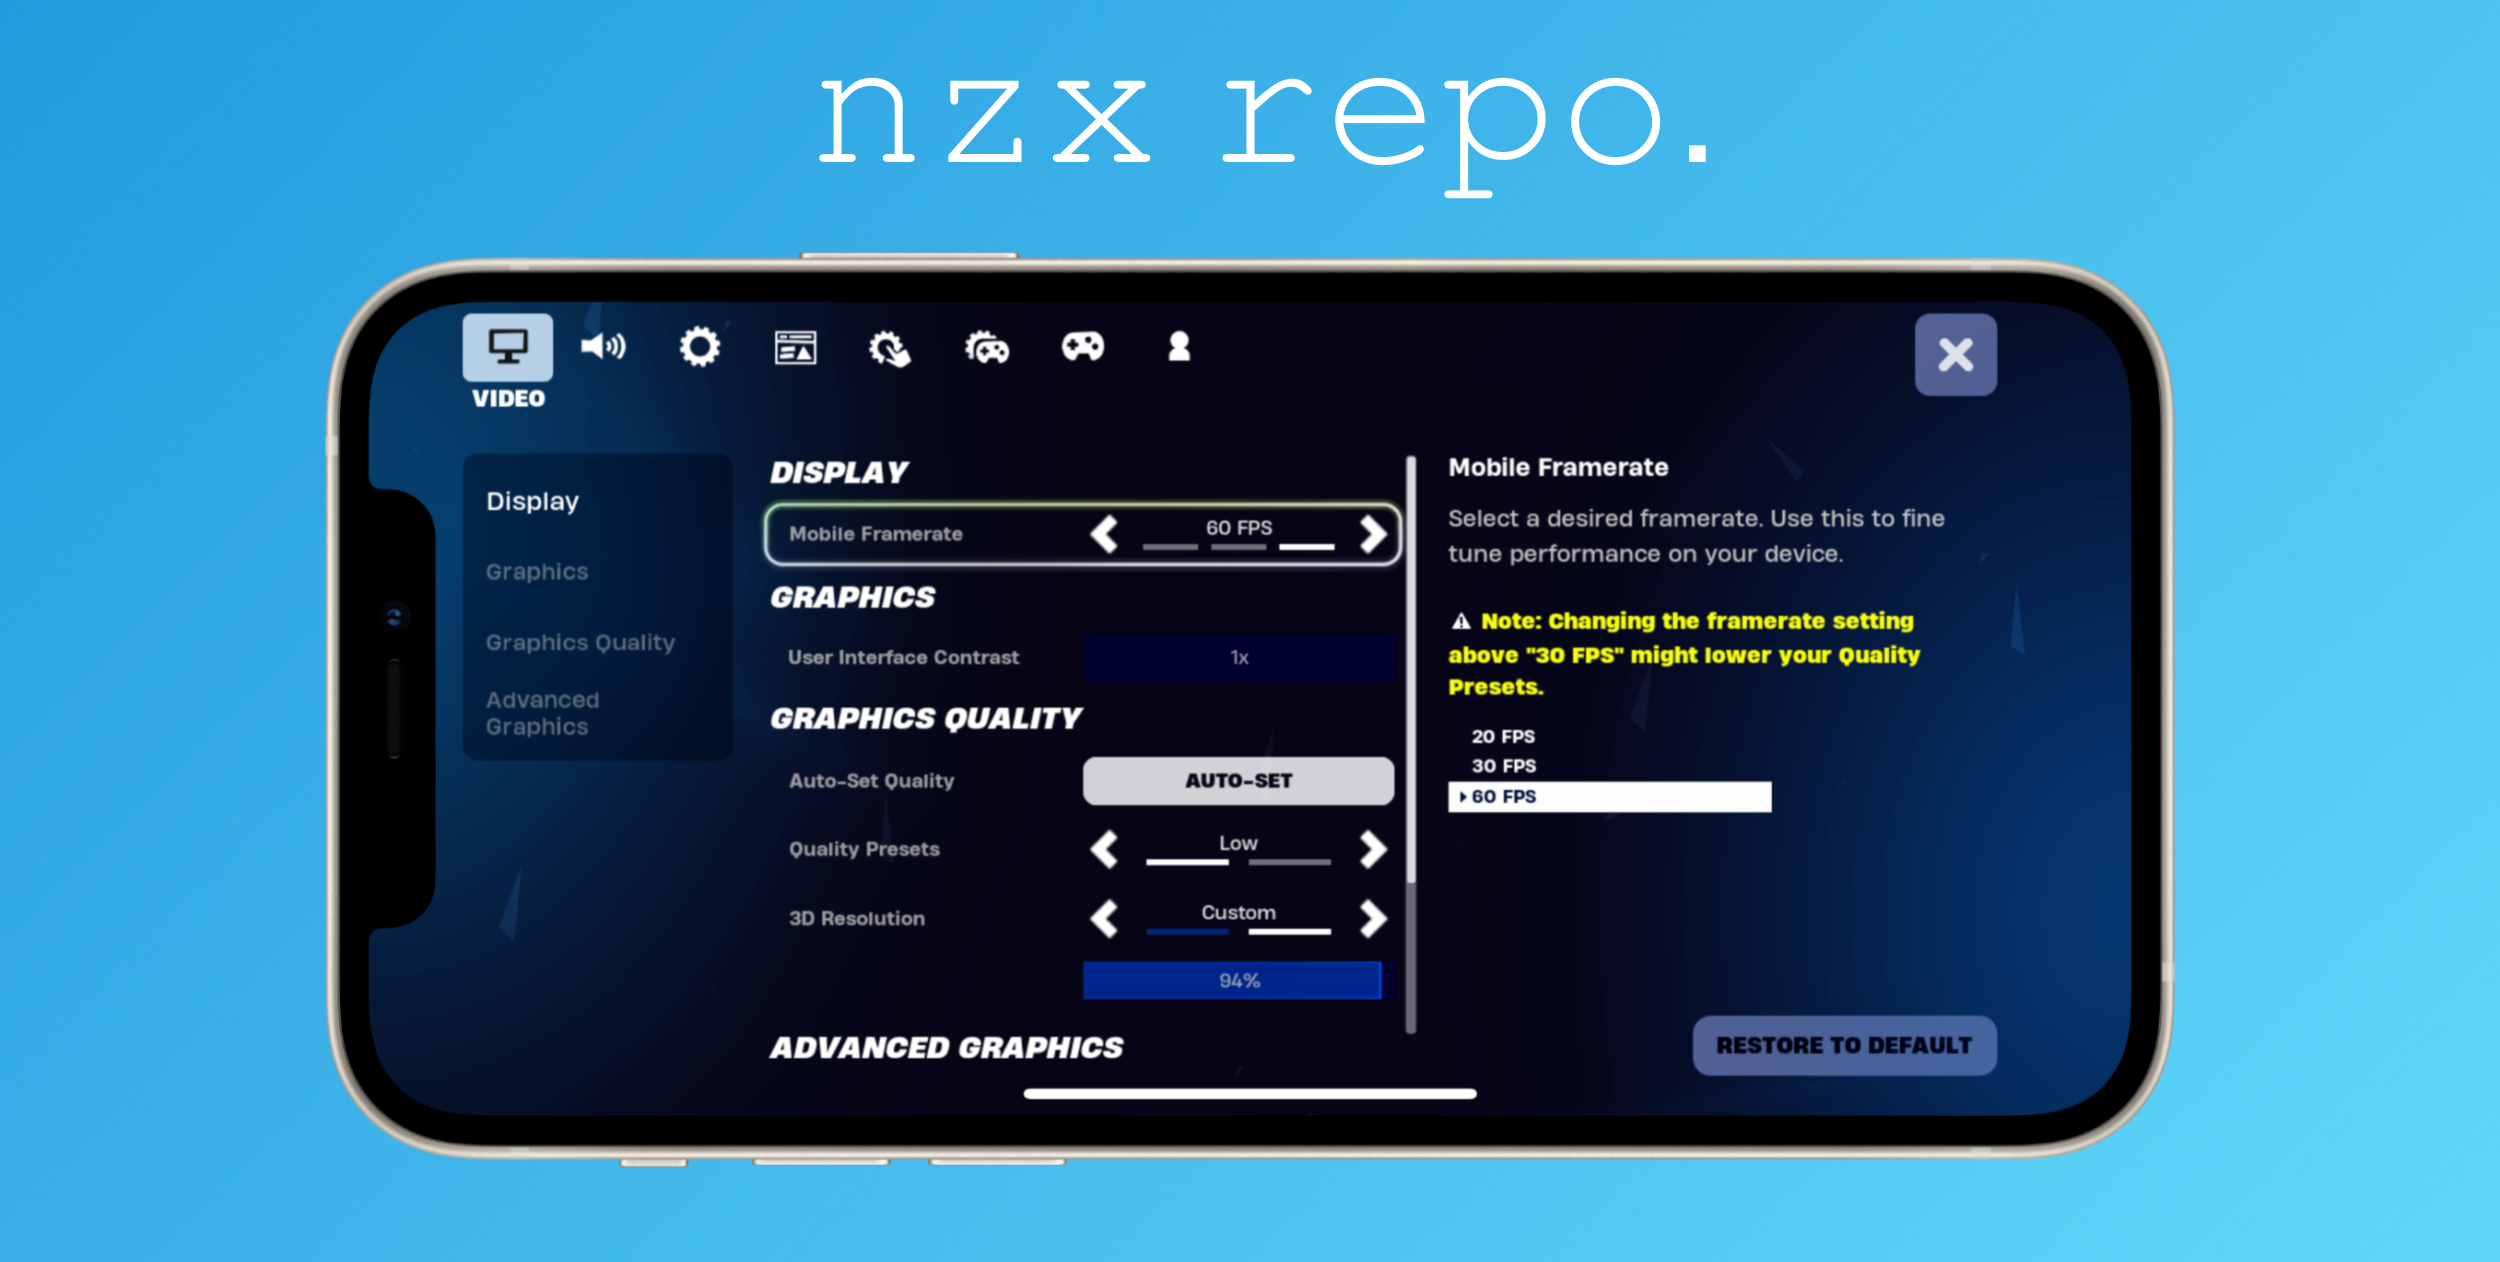 nzx repo.
VIDEO
Display
Graphics
Graphics Quality
Advanced
Graphics
DISPLAY
Mobile Framerate
60 FPS
GRAPHICS
User Interface Contrast
1x
GRAPHICS QUALITY
Auto-Set Quality
AUTO-SET
Quality Presets
Low
3D Resolution
Custom
94%
ADVANCED GRAPHICS
Mobile Framerate
Select a desired framerate. Use this to fine
tune performance on your device.
Note: Changing the framerate setting
above "30 FPS" might lower your Quality
Presets.
20 FPS
30 FPS
60 FPS
RESTORE TO DEFAULT